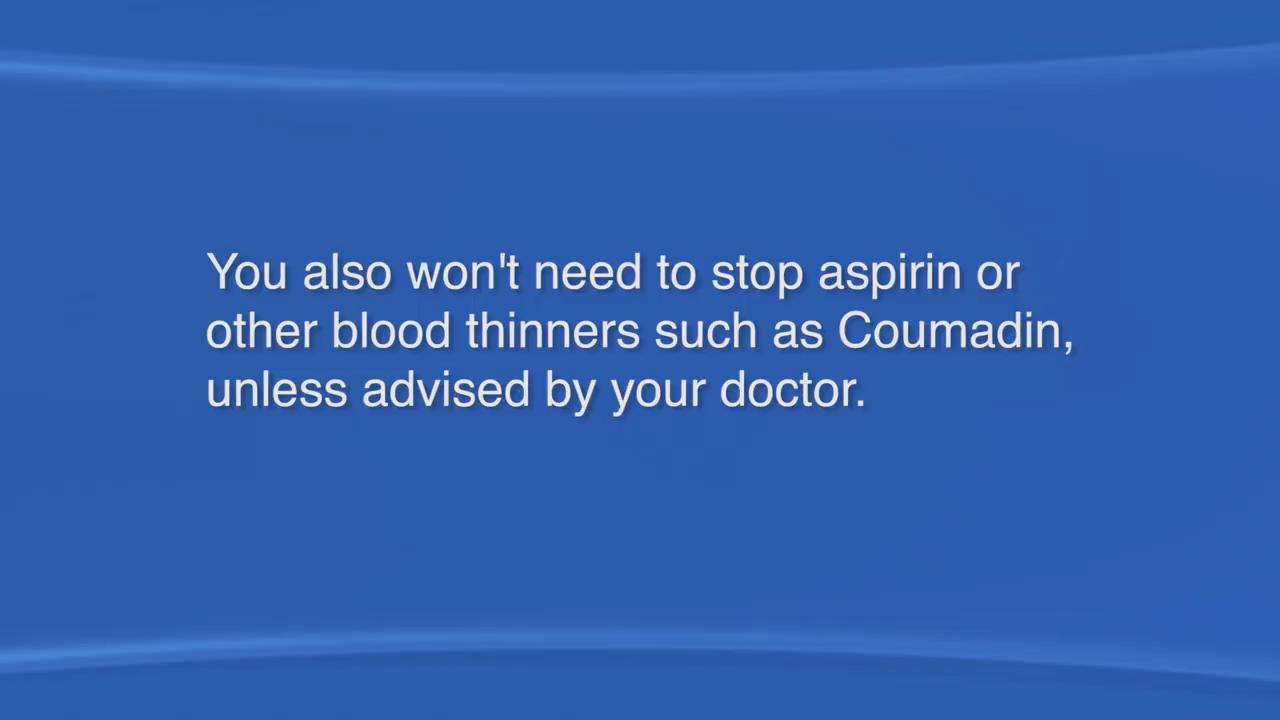 You also won't need to stop aspirin or
other blood thinners such as Coumadin,
unless advised by your doctor.